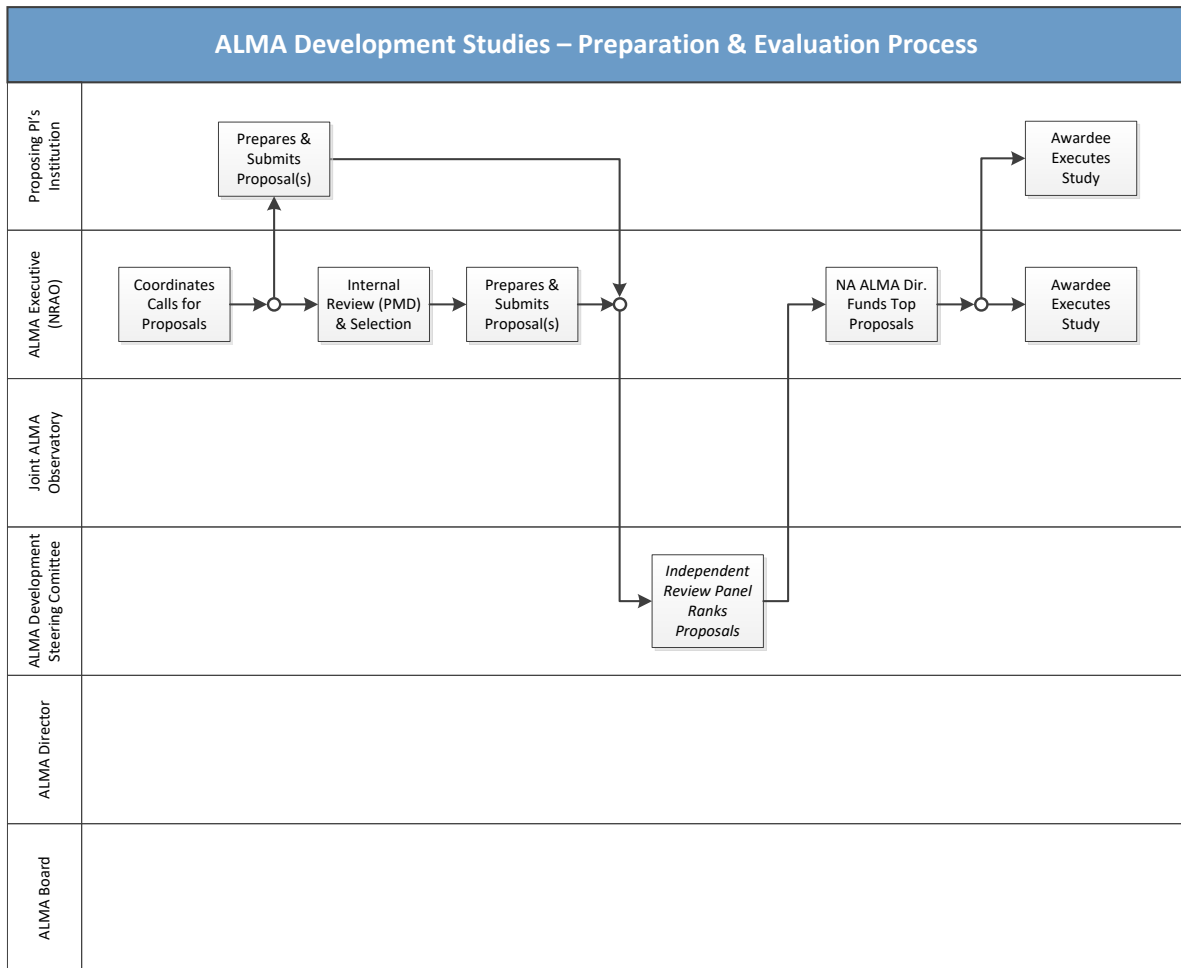 ALMA Development Studies – Preparation & Evaluation Process
Proposing PI's
Institution
Prepares &
Submits
Proposal(s)
Awardee
Executes
Study
ALMA Executive
(NRAO)
Coordinates
Calls for
Proposals
Internal
Review (PMD)
& Selection
Prepares &
Submits
Proposal(s)
NA ALMA Dir.
Funds Top
Proposals
Awardee
Executes
Study
Joint ALMA
Observatory
ALMA Development
Steering Comittee
Independent
Review Panel
Ranks
Proposals
ALMA Director
ALMA Board